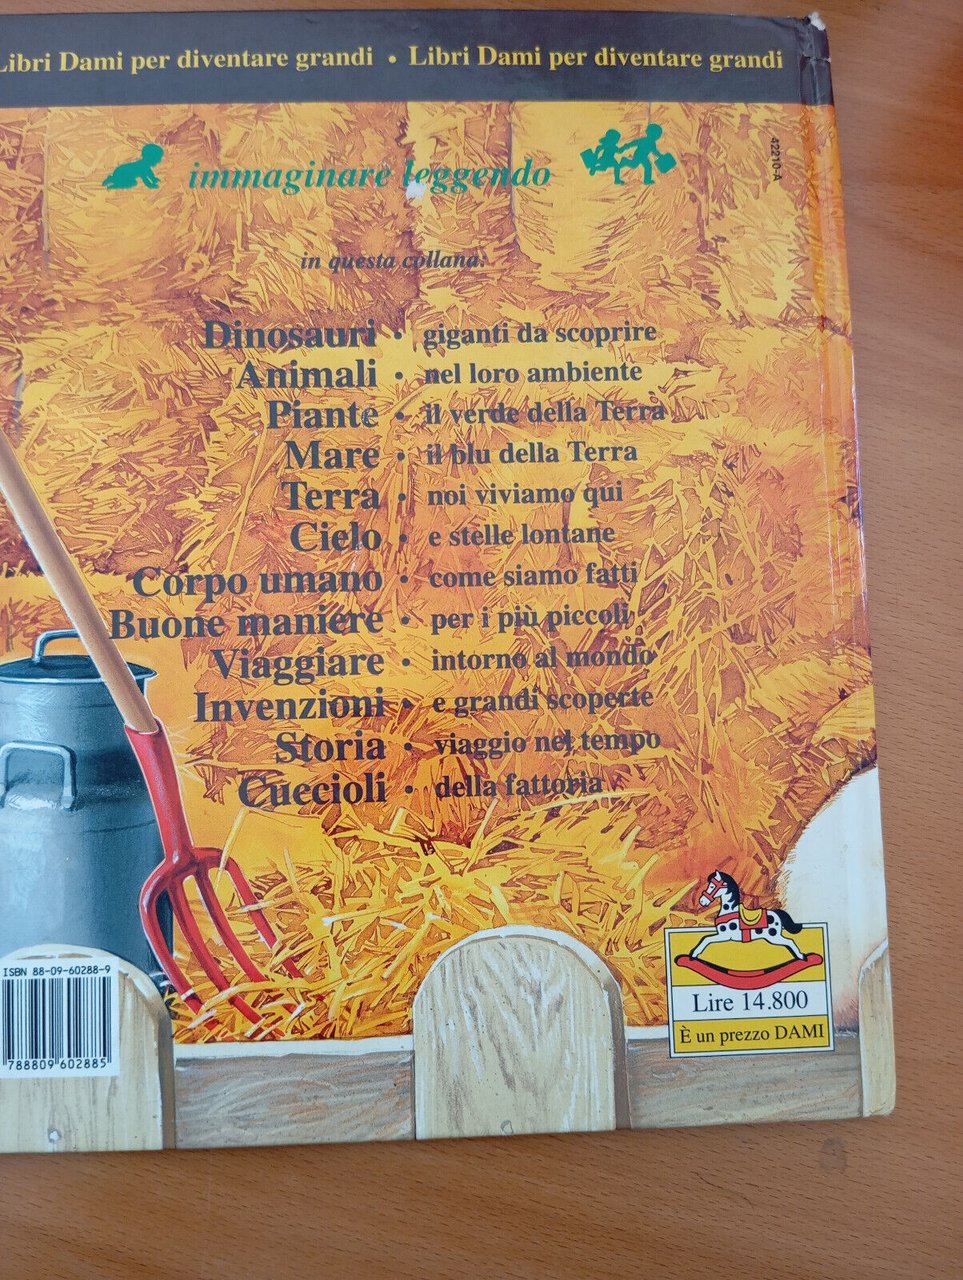 Libri Dami per diventare grandi • Libri Dami per diventare grandi
42210-A
immaginare leggendo
in questa collana:
Dinosauri • giganti da scoprire
Animali • nel loro ambiente
Piante • il verde della Terra
Mare • il blu della Terra
Terra • noi viviamo qui
Cielo • e stelle lontane
Corpo umano • come siamo fatti
Buone maniere • per i più piccoli
Viaggiare • intorno al mondo
Invenzioni • e grandi scoperte
Storia • viaggio nel tempo
Cuccioli • della fattoria
ISBN 88-09-60288-9
788809 602885
Lire 14.800
È un prezzo DAMI